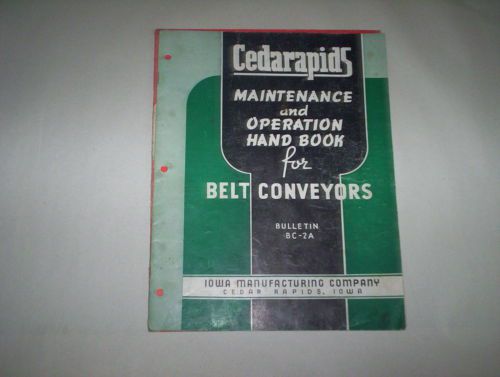 Cedarapids
MAINTENANCE
and
OPERATION
HAND BOOK
for
BELT CONVEYORS
BULLETIN
BC-2A
IOWA MANUFACTURING COMPANY
CEDAR RAPIDS, IOWA